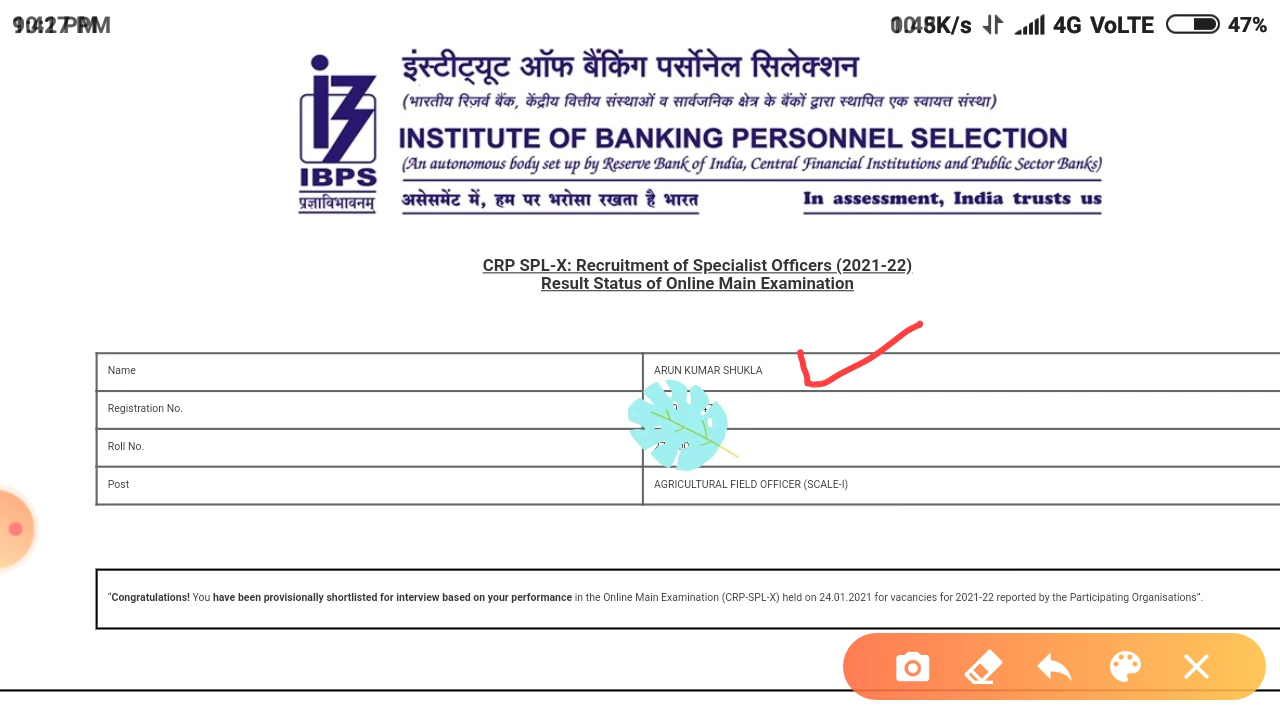 4G VoLTE 47%
इंस्टीट्यूट ऑफ बैंकिंग पर्सोनेल सिलेक्शन
(भारतीय रिज़र्व बैंक, केंद्रीय वित्तीय संस्थाओं व सार्वजनिक क्षेत्र के बैंकों द्वारा स्थापित एक स्वायत्त संस्था)
INSTITUTE OF BANKING PERSONNEL SELECTION
(An autonomous body set up by Reserve Bank of India, Central Financial Institutions and Public Sector Banks)
IBPS
प्रज्ञाविभावनम्
असेसमेंट में, हम पर भरोसा रखता है भारत In assessment, India trusts us
CRP SPL-X: Recruitment of Specialist Officers (2021-22)
Result Status of Online Main Examination
Name ARUN KUMAR SHUKLA
Registration No.
Roll No.
Post AGRICULTURAL FIELD OFFICER (SCALE-I)
"Congratulations! You have been provisionally shortlisted for interview based on your performance in the Online Main Examination (CRP-SPL-X) held on 24.01.2021 for vacancies for 2021-22 reported by the Participating Organisations".